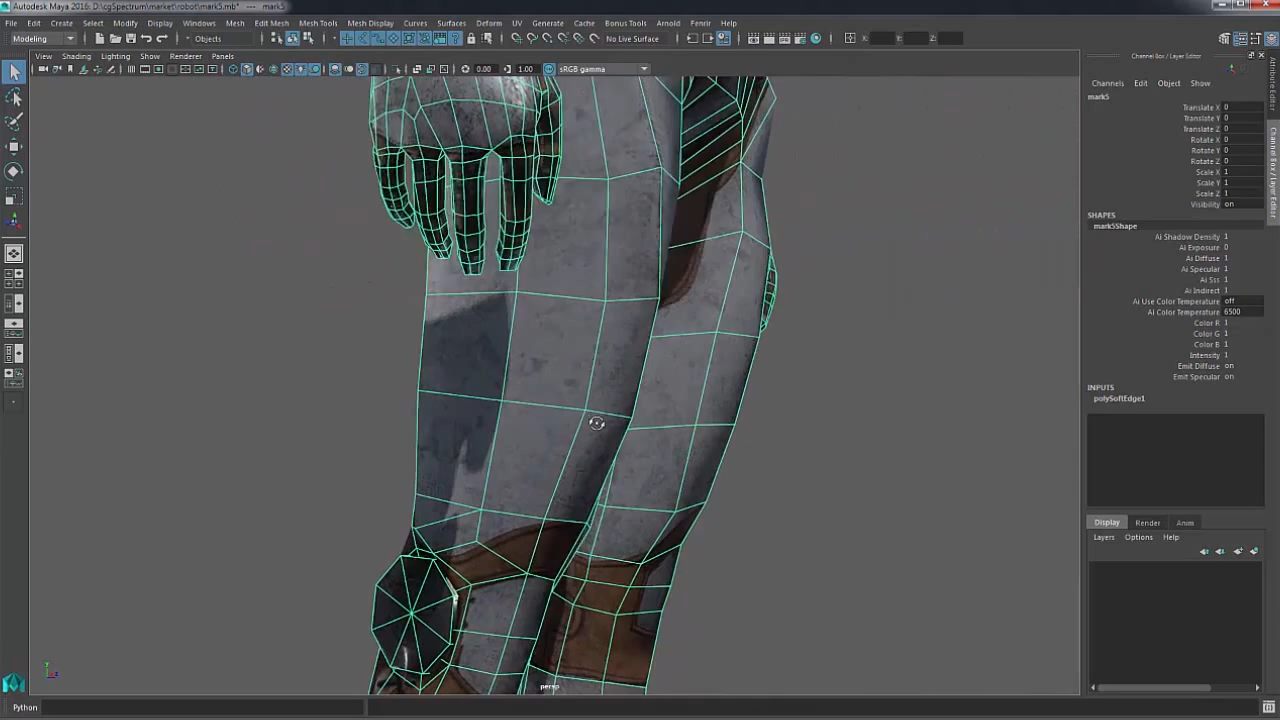 Autodesk Maya 2016: D:\cgSpectrum\market\robot\mark5.mb* --- mark5
File Edit Create Select Modify Display Windows Mesh Edit Mesh Mesh Tools Mesh Display Curves Surfaces Deform UV Generate Cache Bonus Tools Arnold Fenrir Help
Modeling Objects No Live Surface X: Y: Z:
View Shading Lighting Show Renderer Panels
0.00 1.00 sRGB gamma
Channel Box / Layer Editor
Channels Edit Object Show
mark5
Translate X 0
Translate Y 0
Translate Z 0
Rotate X 0
Rotate Y 0
Rotate Z 0
Scale X 1
Scale Y 1
Scale Z 1
Visibility on
SHAPES
mark5Shape
Ai Shadow Density 1
Ai Exposure 0
Ai Diffuse 1
Ai Specular 1
Ai Sss 1
Ai Indirect 1
Ai Use Color Temperature off
Ai Color Temperature 6500
Color R 1
Color G 1
Color B 1
Intensity 1
Emit Diffuse on
Emit Specular on
INPUTS
polySoftEdge1
Display Render Anim
Layers Options Help
Attribute Editor
Channel Box / Layer Editor
persp
Python